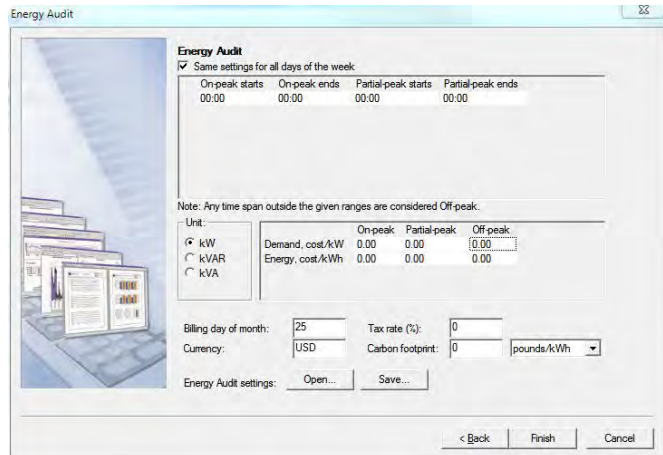 Energy Audit
Energy Audit
Same settings for all days of the week
On-peak starts On-peak ends Partial-peak starts Partial-peak ends
00:00 00:00 00:00 00:00
Note: Any time span outside the given ranges are considered Off-peak.
Unit:
kW
kVAR
kVA
On-peak Partial-peak Off-peak
Demand, cost/kW 0.00 0.00 0.00
Energy, cost/kWh 0.00 0.00 0.00
Billing day of month: 25 Tax rate (%): 0
Currency: USD Carbon footprint: 0 pounds/kWh
Energy Audit settings: Open... Save...
< Back Finish Cancel